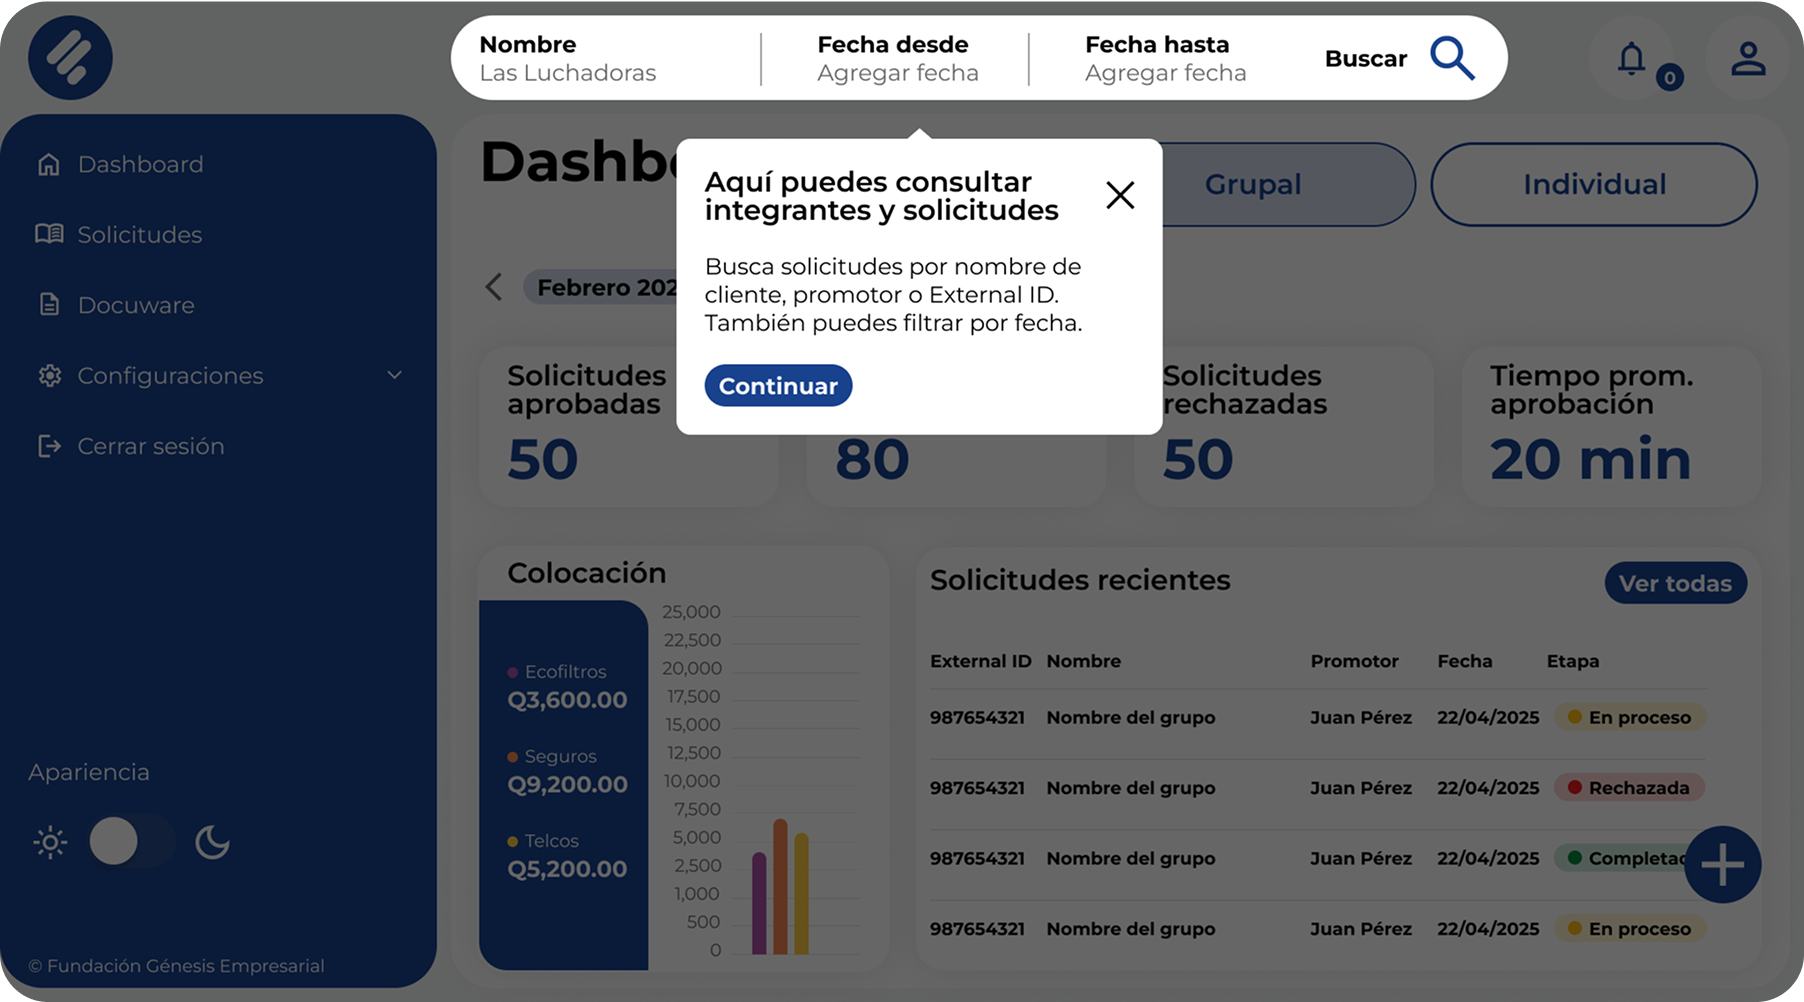 Nombre
Las Luchadoras
Fecha desde
Agregar fecha
Fecha hasta
Agregar fecha
Buscar
0
Dashboard
Solicitudes
Docuware
Configuraciones
Cerrar sesión
Apariencia
© Fundación Génesis Empresarial
Dashb
Grupal
Individual
Aquí puedes consultar
integrantes y solicitudes
Busca solicitudes por nombre de
cliente, promotor o External ID.
También puedes filtrar por fecha.
Continuar
Febrero 202
Solicitudes
aprobadas
50
80
Solicitudes
rechazadas
50
Tiempo prom.
aprobación
20 min
Colocación
Ecofiltros
Q3,600.00
Seguros
Q9,200.00
Telcos
Q5,200.00
25,000
22,500
20,000
17,500
15,000
12,500
10,000
7,500
5,000
2,500
1,000
500
0
Solicitudes recientes
Ver todas
External ID Nombre Promotor Fecha Etapa
987654321 Nombre del grupo Juan Pérez 22/04/2025 En proceso
987654321 Nombre del grupo Juan Pérez 22/04/2025 Rechazada
987654321 Nombre del grupo Juan Pérez 22/04/2025 Completac
987654321 Nombre del grupo Juan Pérez 22/04/2025 En proceso